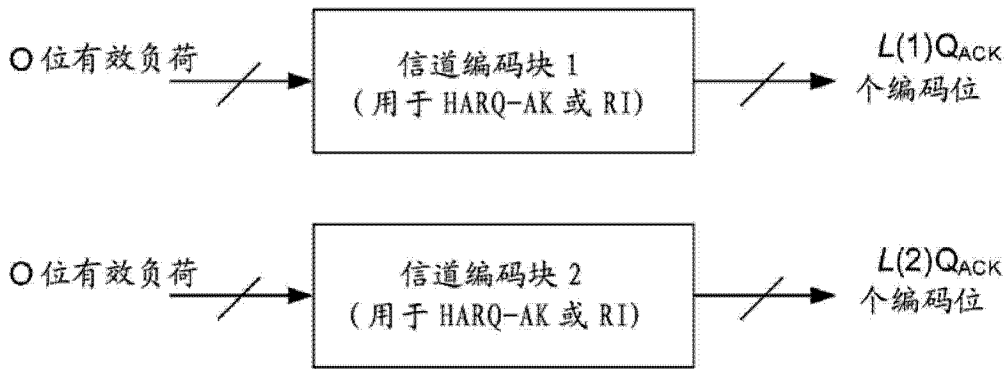 O 位有效负荷
信道编码块 1
(用于 HARQ-AK 或 RI)
L(1)QACK
个编码位
O 位有效负荷
信道编码块 2
(用于 HARQ-AK 或 RI)
L(2)QACK
个编码位